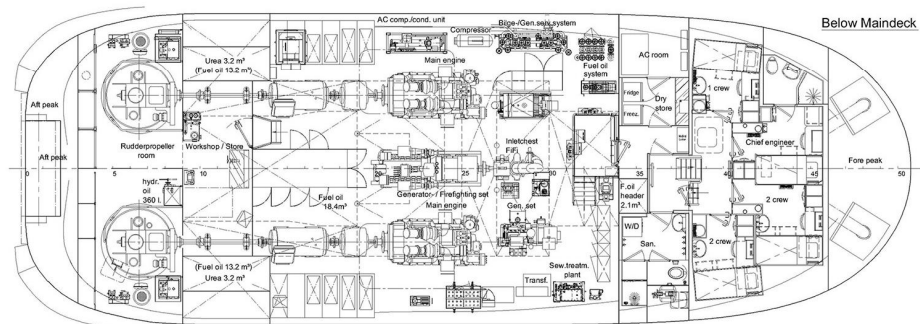 Below Maindeck
AC comp./cond. unit
Compressor
Bilge-/Gen.serv.system
Urea 3.2 m³
(Fuel oil 13.2 m³)
Main engine
Fuel oil
system
AC room
Fridge
Freez.
Dry
store
1 crew
Aft peak
Aft peak
Rudderpropeller
room
Workshop / Store
Inletchest
FiFi
Chief engineer
Fore peak
0
5
10
20
25
30
35
40
45
50
hydr.
oil
360 l.
Fuel oil
18.4m³
Generator- / Firefighting set
Main engine
Gen. set
F.oil
header
2.1m³
2 crew
W/D
San.
2 crew
(Fuel oil 13.2 m³)
Urea 3.2 m³
Transf.
Sew.treatm.
plant